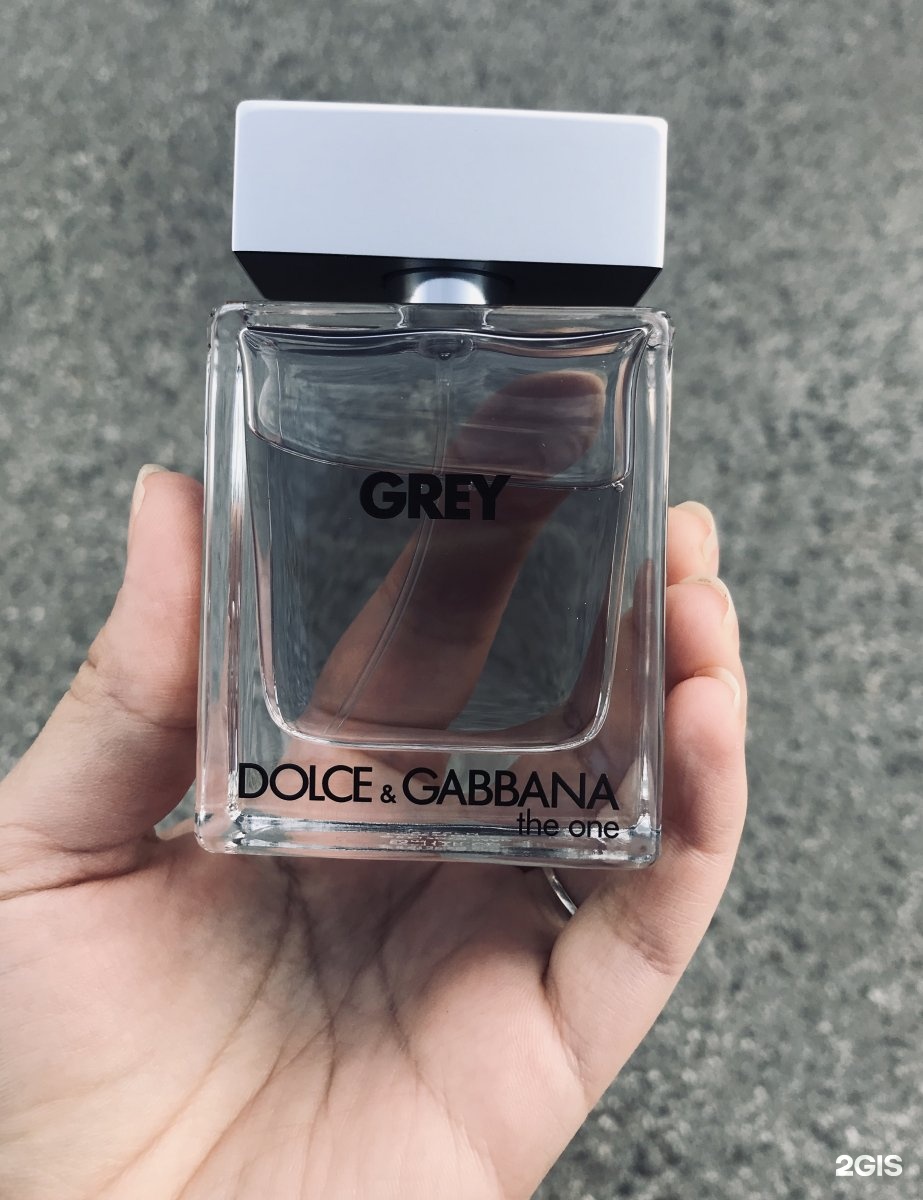 GREY
DOLCE & GABBANA
the one
2GIS